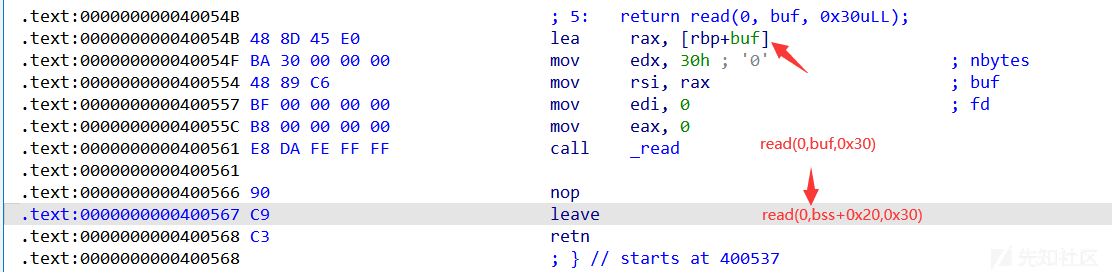 .text:000000000040054B ; 5: return read(0, buf, 0x30uLL);
.text:000000000040054B 48 8D 45 E0 lea rax, [rbp+buf]
.text:000000000040054F BA 30 00 00 00 mov edx, 30h ; '0' ; nbytes
.text:0000000000400554 48 89 C6 mov rsi, rax ; buf
.text:0000000000400557 BF 00 00 00 00 mov edi, 0 ; fd
.text:000000000040055C B8 00 00 00 00 mov eax, 0
.text:0000000000400561 E8 DA FE FF FF call _read read(0,buf,0x30)
.text:0000000000400561
.text:0000000000400566 90 nop
.text:0000000000400567 C9 leave read(0,bss+0x20,0x30)
.text:0000000000400568 C3 retn
.text:0000000000400568 ; } // starts at 400537
先知社区